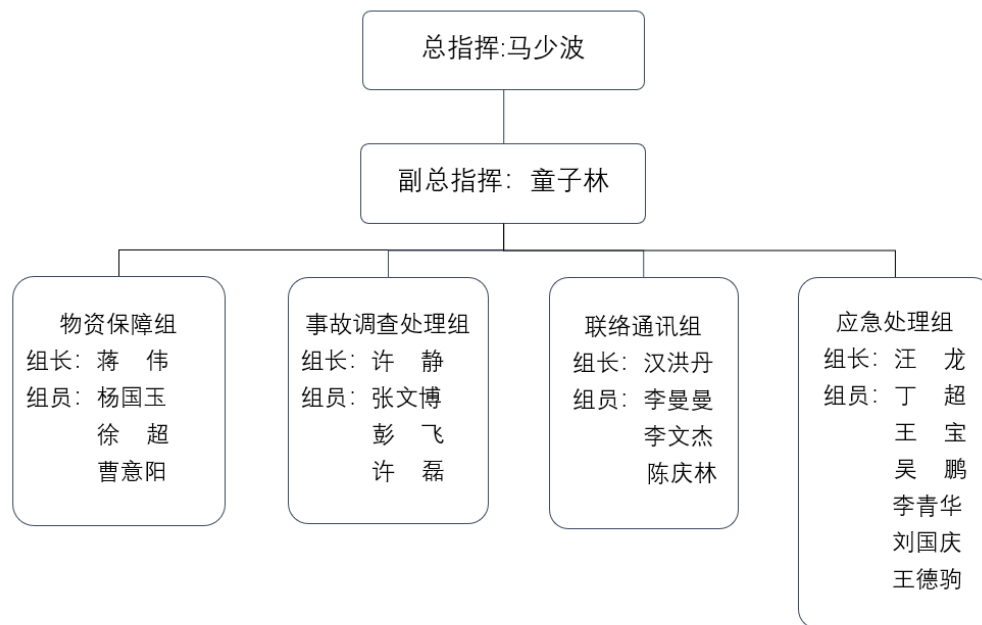 总指挥:马少波
副总指挥：童子林
物资保障组
组长：蒋　伟
组员：杨国玉
徐　超
曹意阳
事故调查处理组
组长：许　静
组员：张文博
彭　飞
许　磊
联络通讯组
组长：汉洪丹
组员：李曼曼
李文杰
陈庆林
应急处理组
组长：汪　龙
组员：丁　超
王　宝
吴　鹏
李青华
刘国庆
王德驹